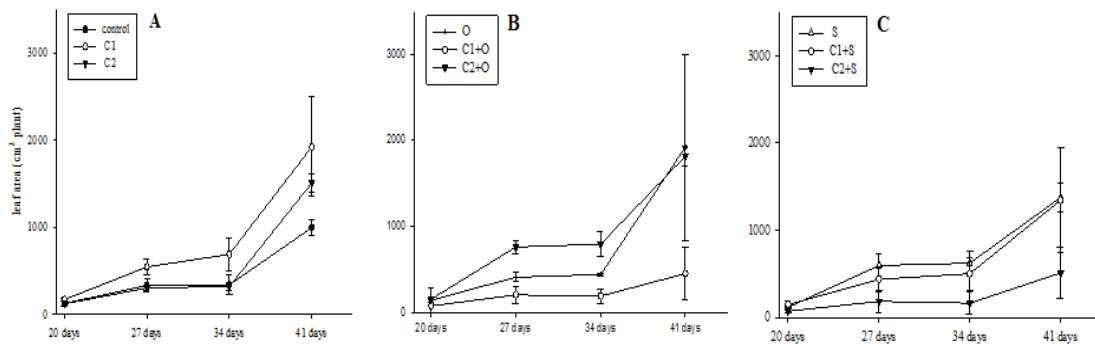 A
control
C1
C2
3000
2000
1000
0
leaf area (cm² plant)
20 days
27 days
34 days
41 days
B
O
C1+O
C2+O
3000
2000
1000
0
20 days
27 days
34 days
41 days
C
S
C1+S
C2+S
3000
2000
1000
0
20 days
27 days
34 days
41 days